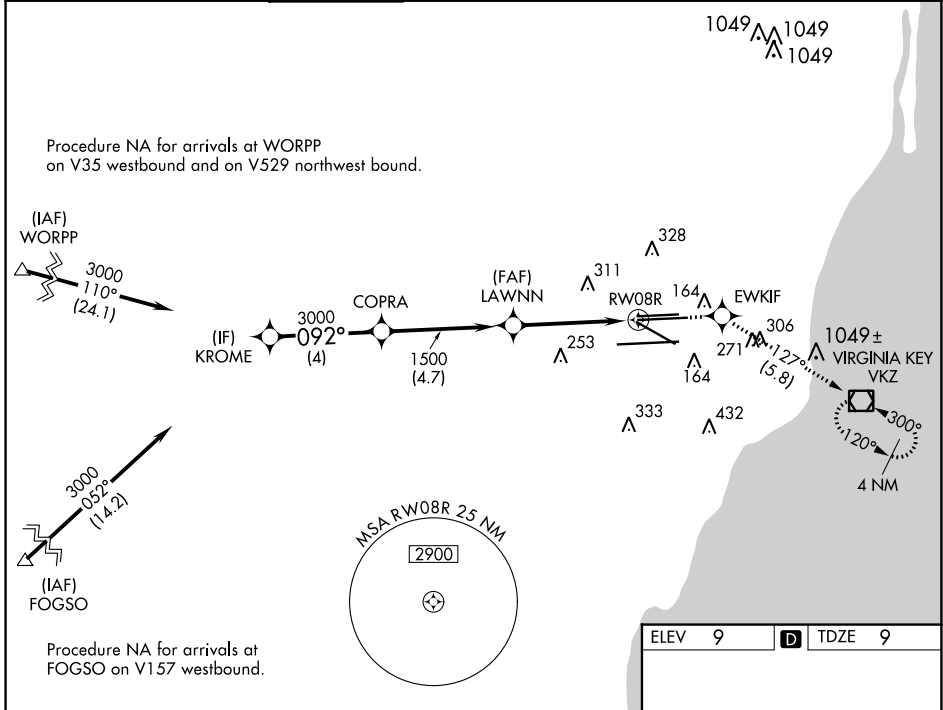 1049 1049
1049
Procedure NA for arrivals at WORPP
on V35 westbound and on V529 northwest bound.
(IAF)
WORPP
3000
110°
(24.1)
(IF)
KROME
3000
092°
(4)
COPRA
1500
(4.7)
(FAF)
LAWNN
311
328
253
RW08R
164
EWKIF
271
306
164
127°
(5.8)
1049 ±
VIRGINIA KEY
VKZ
300°
120°
4 NM
333
432
3000
052°
(14.2)
(IAF)
FOGSO
MSA RW08R 25 NM
2900
Procedure NA for arrivals at
FOGSO on V157 westbound.
ELEV 9 D TDZE 9